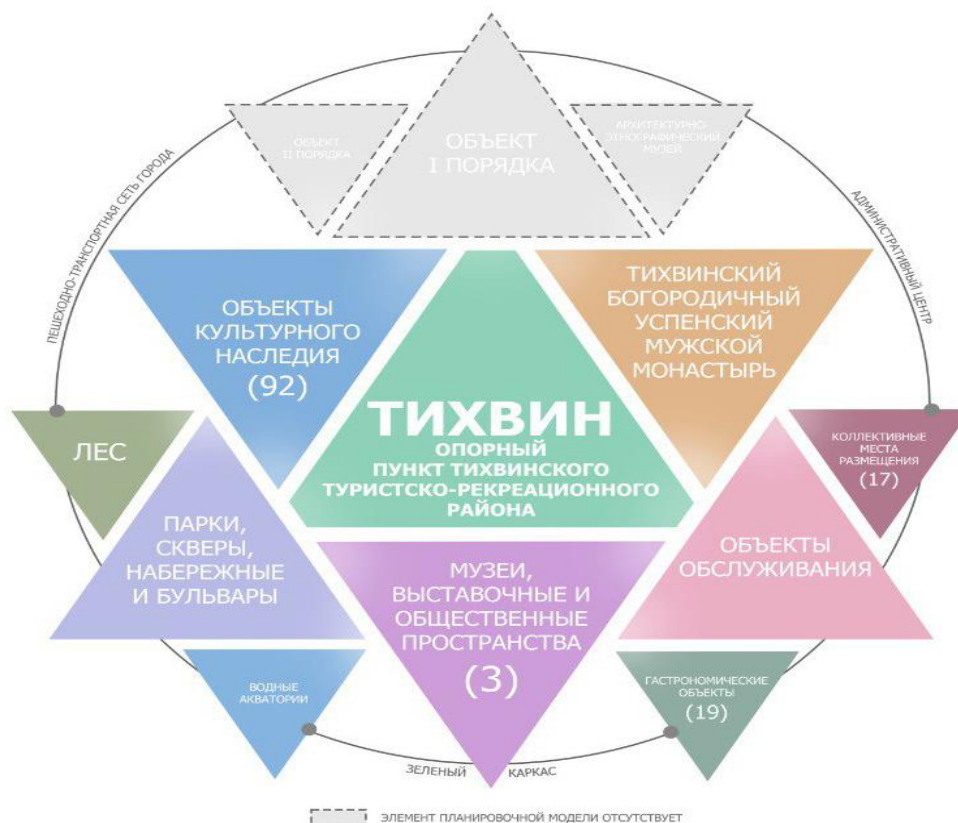 ОБЪЕКТ
I ПОРЯДКА
ОБЪЕКТ
II ПОРЯДКА
АРХИТЕКТУРНО-
ЭТНОГРАФИЧЕСКИЙ
МУЗЕЙ
ПЕШЕХОДНО-ТРАНСПОРТНАЯ СЕТЬ ГОРОДА
АДМИНИСТРАТИВНЫЙ ЦЕНТР
ОБЪЕКТЫ
КУЛЬТУРНОГО
НАСЛЕДИЯ
(92)
ТИХВИНСКИЙ
БОГОРОДИЧНЫЙ
УСПЕНСКИЙ
МУЖСКОЙ
МОНАСТЫРЬ
ТИХВИН
ОПОРНЫЙ
ПУНКТ ТИХВИНСКОГО
ТУРИСТСКО-РЕКРЕАЦИОННОГО
РАЙОНА
ЛЕС
КОЛЛЕКТИВНЫЕ
МЕСТА
РАЗМЕЩЕНИЯ
(17)
ПАРКИ,
СКВЕРЫ,
НАБЕРЕЖНЫЕ
И БУЛЬВАРЫ
ОБЪЕКТЫ
ОБСЛУЖИВАНИЯ
МУЗЕИ,
ВЫСТАВОЧНЫЕ И
ОБЩЕСТВЕННЫЕ
ПРОСТРАНСТВА
(3)
ВОДНЫЕ
АКВАТОРИИ
ГАСТРОНОМИЧЕСКИЕ
ОБЪЕКТЫ
(19)
ЗЕЛЕНЫЙ КАРКАС
ЭЛЕМЕНТ ПЛАНИРОВОЧНОЙ МОДЕЛИ ОТСУТСТВУЕТ